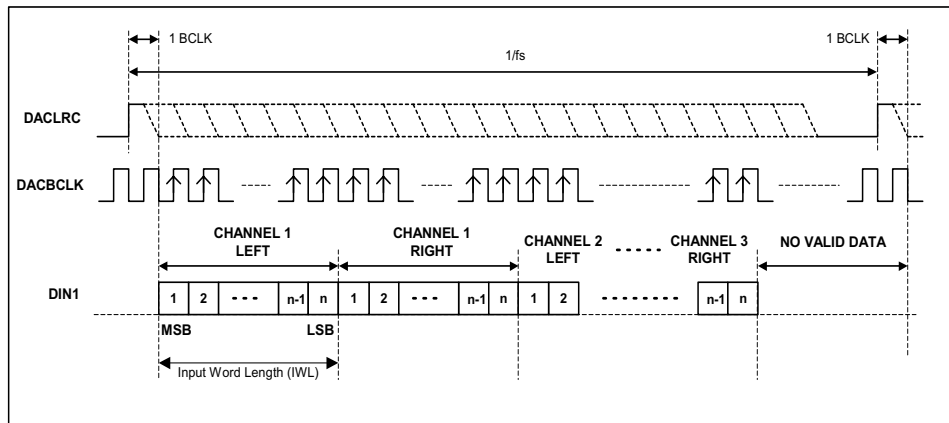 1 BCLK
1 BCLK
1/fs
DACLRC
DACBCLK
CHANNEL 1
LEFT
CHANNEL 1
RIGHT
CHANNEL 2
LEFT
CHANNEL 3
RIGHT
NO VALID DATA
DIN1
1 2 n-1 n 1 2 n-1 n 1 2 n-1 n
MSB LSB
Input Word Length (IWL)